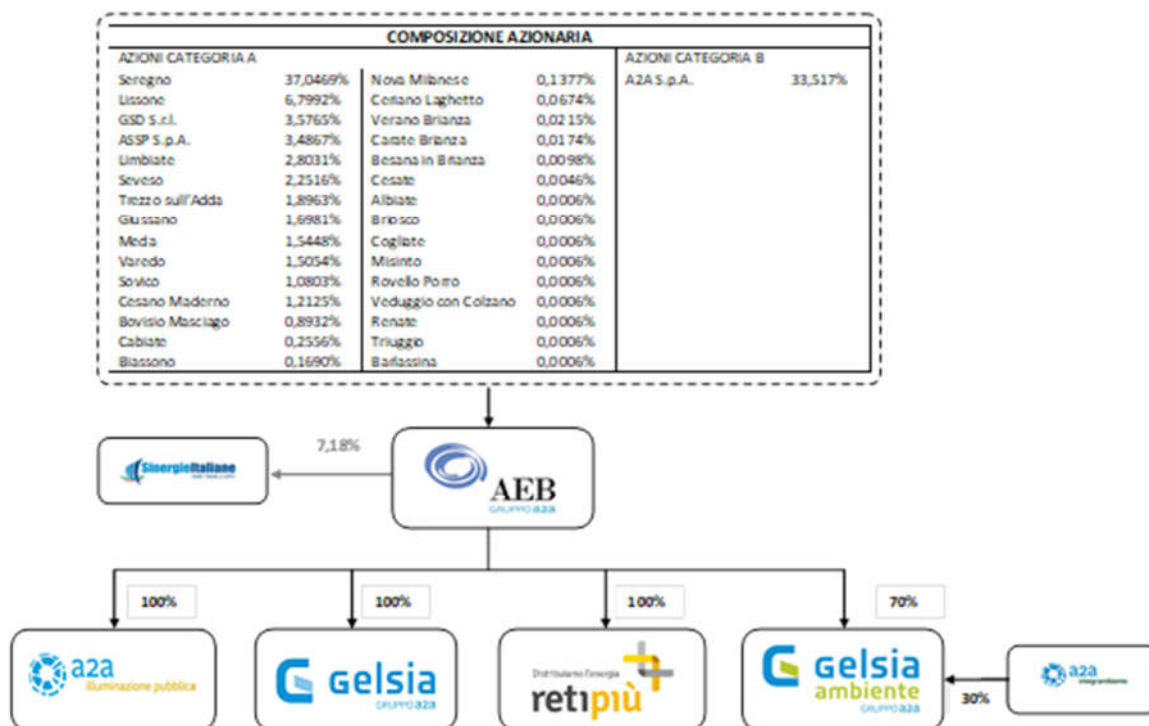 COMPOSIZIONE AZIONARIA
AZIONI CATEGORIA A
Seregno 37,0469%
Lissone 6,7992%
GSD S.r.l. 3,5765%
ASSP S.p.A. 3,4867%
Limbiate 2,8031%
Seveso 2,2516%
Trezzo sull'Adda 1,8963%
Giussano 1,6981%
Meda 1,5448%
Varedo 1,5054%
Sovico 1,0803%
Cesano Maderno 1,2125%
Bovisio Masciago 0,8932%
Cabiate 0,2556%
Biassono 0,1690%
Nova Milanese 0,1377%
Ceriano Laghetto 0,0674%
Verano Brianza 0,0215%
Carate Brianza 0,0174%
Besana in Brianza 0,0098%
Cesate 0,0046%
Albiate 0,0006%
Briosco 0,0006%
Cogliate 0,0006%
Misinto 0,0006%
Rovello Porro 0,0006%
Veduggio con Colzano 0,0006%
Renate 0,0006%
Triuggio 0,0006%
Barlassina 0,0006%
AZIONI CATEGORIA B
A2A S.p.A. 33,517%
7,18%
SinergieItaliane
AEB
GRUPPO a2a
100%
100%
100%
70%
a2a
illuminazione pubblica
Gelsia
GRUPPO a2a
Distribuiamo l'energia
retipiù
Gelsia
ambiente
GRUPPO a2a
30%
a2a
integrambiente